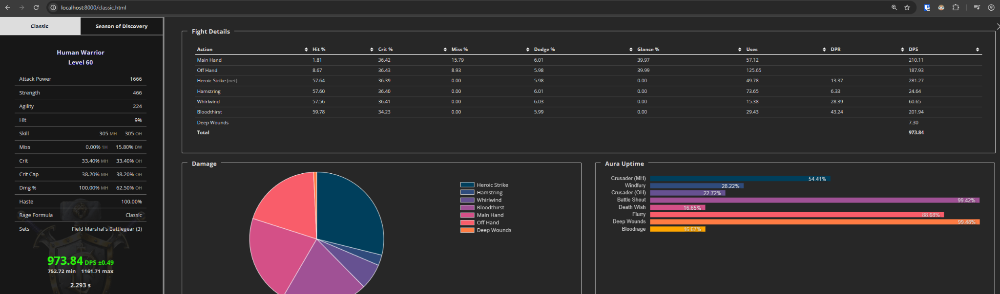 localhost:8000/classic.html
Classic Season of Discovery
Human Warrior
Level 60
Attack Power 1666
Strength 466
Agility 224
Hit 9%
Skill 305 MH 305 OH
Miss 0.00% 1H 15.80% DW
Crit 33.40% MH 33.40% OH
Crit Cap 38.20% MH 38.20% OH
Dmg % 100.00% MH 62.50% OH
Haste 100.00%
Rage Formula Classic
Sets Field Marshal's Battlegear (3)
973.84 DPS ±0.49
752.72 min 1161.71 max
2.293 s
Fight Details
Action Hit % Crit % Miss % Dodge % Glance % Uses DPR DPS
Main Hand 1.81 36.42 15.79 6.01 39.97 57.12 210.11
Off Hand 8.67 36.43 8.93 5.98 39.99 125.65 187.93
Heroic Strike (net) 57.64 36.39 0.00 5.98 0.00 49.78 13.37 281.27
Hamstring 57.60 36.40 0.00 6.01 0.00 73.65 6.33 24.64
Whirlwind 57.56 36.41 0.00 6.03 0.00 15.38 28.39 60.65
Bloodthirst 59.78 34.23 0.00 5.99 0.00 29.43 43.24 201.94
Deep Wounds 7.30
Total 973.84
Damage
Heroic Strike
Hamstring
Whirlwind
Bloodthirst
Main Hand
Off Hand
Deep Wounds
Aura Uptime
Crusader (MH) 54.41%
Windfury 28.22%
Crusader (OH) 22.72%
Battle Shout 99.42%
Death Wish 16.65%
Flurry 88.68%
Deep Wounds 99.48%
Bloodrage 16.67%